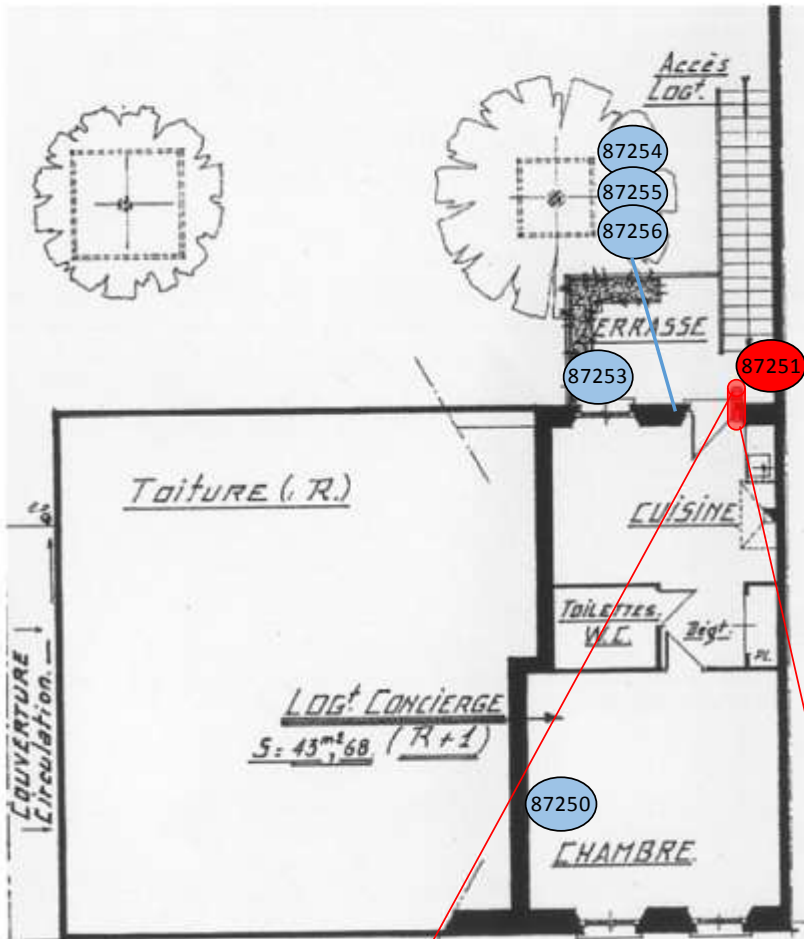 Accès
LOGt.
87254
87255
87256
TERRASSE
87251
87253
TOITURE (, R.)
CUISINE
TOILETTES.
W.C.
Dégt.
PL.
COUVERTURE
Circulation.
LOGt CONCIERGE
S= 43m2,68 (R+1)
87250
CHAMBRE.